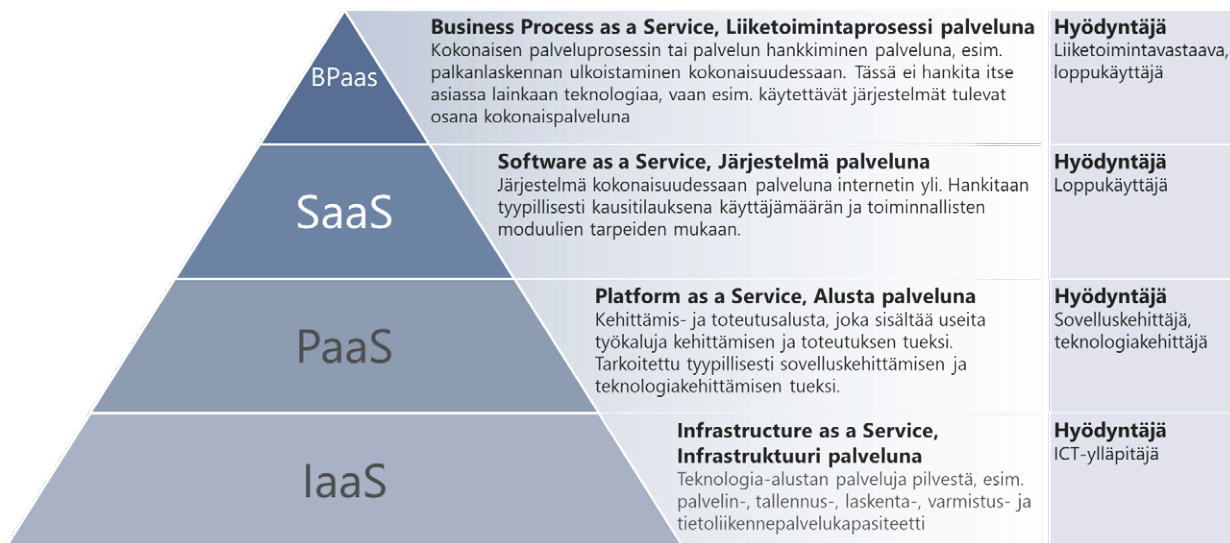 BPaas
Business Process as a Service, Liiketoimintaprosessi palveluna
Kokonaisen palveluprosessin tai palvelun hankkiminen palveluna, esim.
palkanlaskennan ulkoistaminen kokonaisuudessaan. Tässä ei hankita itse
asiassa lainkaan teknologiaa, vaan esim. käytettävät järjestelmät tulevat
osana kokonaispalveluna
Hyödyntäjä
Liiketoimintavastaava,
loppukäyttäjä
SaaS
Software as a Service, Järjestelmä palveluna
Järjestelmä kokonaisuudessaan palveluna internetin yli. Hankitaan
tyypillisesti kausitilauksena käyttäjämäärän ja toiminnallisten
moduulien tarpeiden mukaan.
Hyödyntäjä
Loppukäyttäjä
PaaS
Platform as a Service, Alusta palveluna
Kehittämis- ja toteutusalusta, joka sisältää useita
työkaluja kehittämisen ja toteutuksen tueksi.
Tarkoitettu tyypillisesti sovelluskehittämisen ja
teknologiakehittämisen tueksi.
Hyödyntäjä
Sovelluskehittäjä,
teknologiakehittäjä
IaaS
Infrastructure as a Service,
Infrastruktuuri palveluna
Teknologia-alustan palveluja pilvestä, esim.
palvelin-, tallennus-, laskenta-, varmistus- ja
tietoliikennepalvelukapasiteetti
Hyödyntäjä
ICT-ylläpitäjä